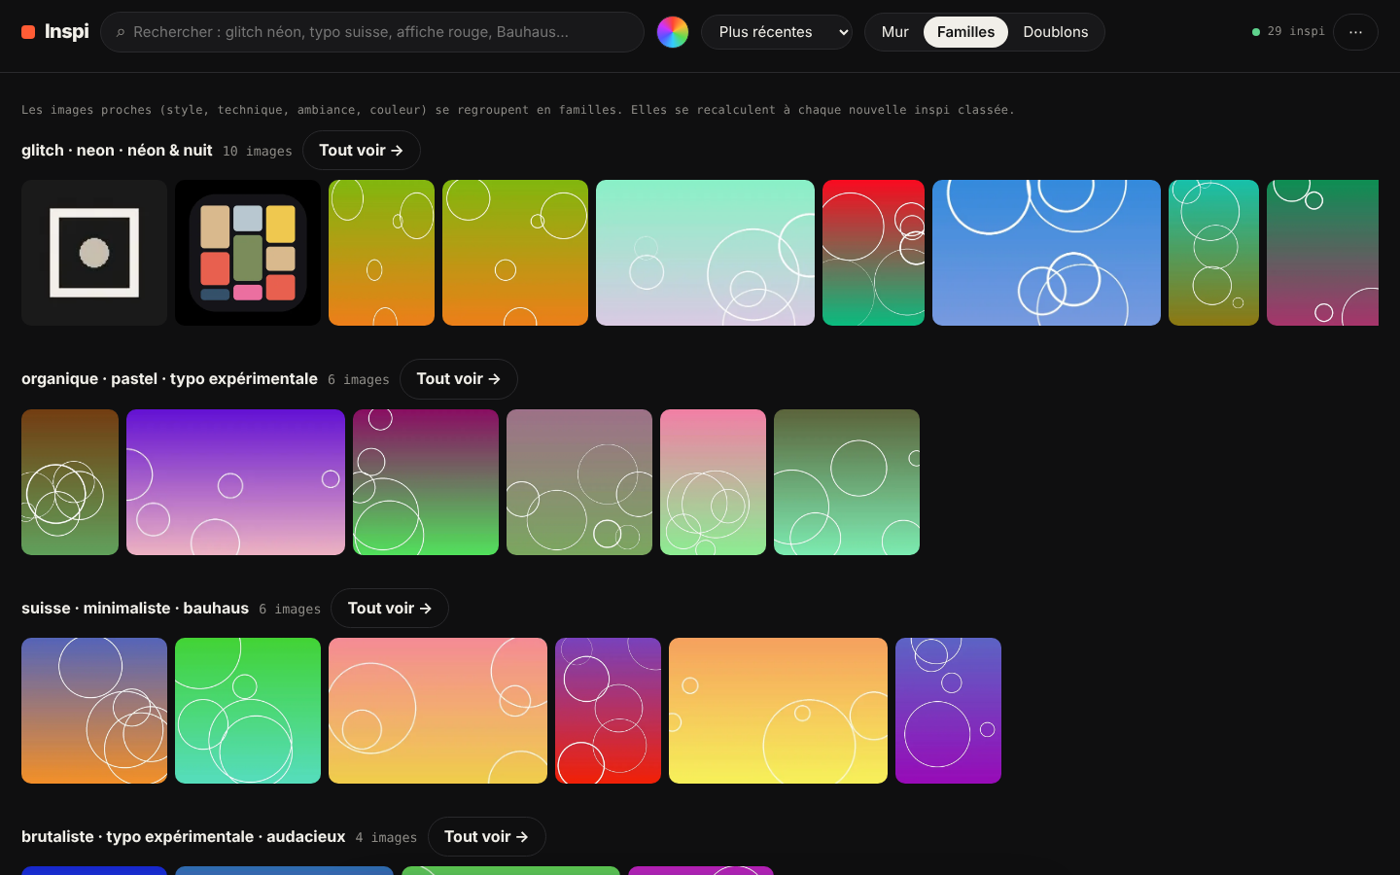 Inspi
Rechercher : glitch néon, typo suisse, affiche rouge, Bauhaus…
Plus récentes
Mur
Familles
Doublons
29 inspi
···
Les images proches (style, technique, ambiance, couleur) se regroupent en familles. Elles se recalculent à chaque nouvelle inspi classée.
glitch · neon · néon & nuit 10 images Tout voir →
organique · pastel · typo expérimentale 6 images Tout voir →
suisse · minimaliste · bauhaus 6 images Tout voir →
brutaliste · typo expérimentale · audacieux 4 images Tout voir →